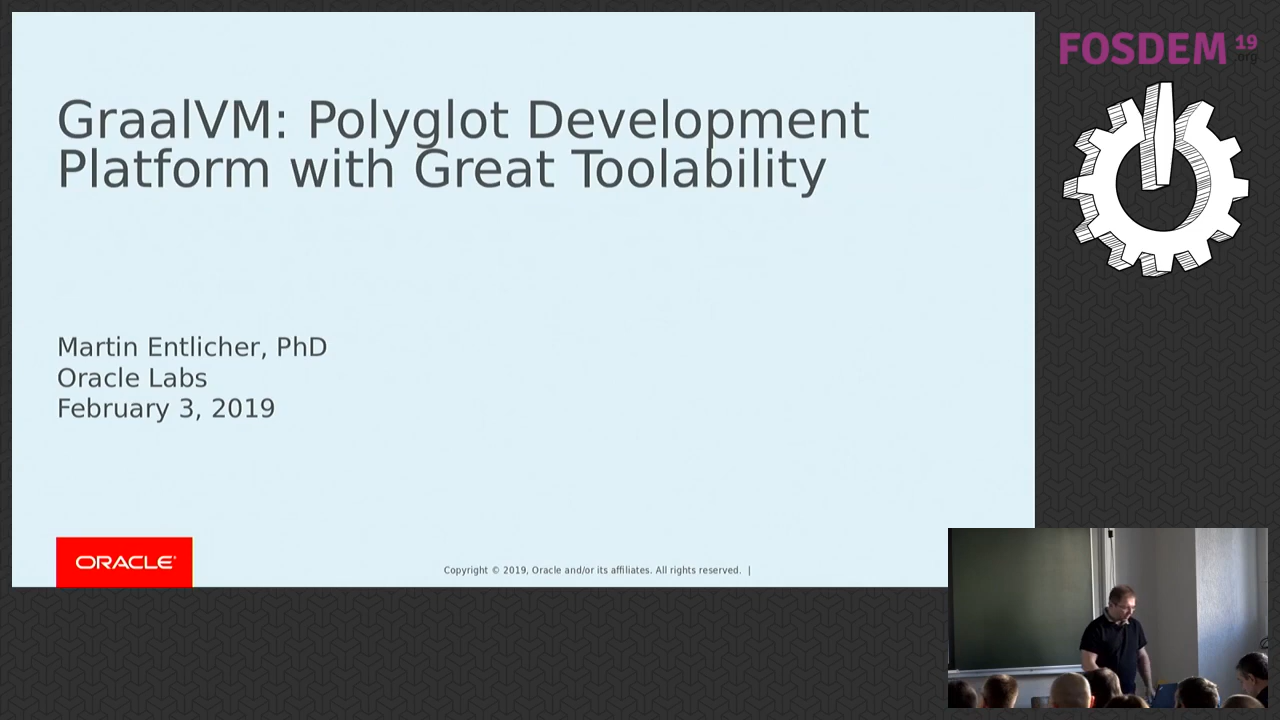 GraalVM: Polyglot Development
Platform with Great Toolability
Martin Entlicher, PhD
Oracle Labs
February 3, 2019
ORACLE®
Copyright © 2019, Oracle and/or its affiliates. All rights reserved. |
FOSDEM 19
.org